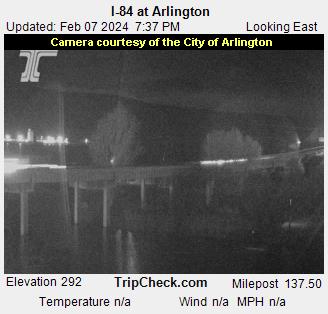 I-84 at Arlington
Updated: Feb 07 2024 7:37 PM Looking East
Camera courtesy of the City of Arlington
Elevation 292 TripCheck.com Milepost 137.50
Temperature n/a Wind n/a MPH n/a